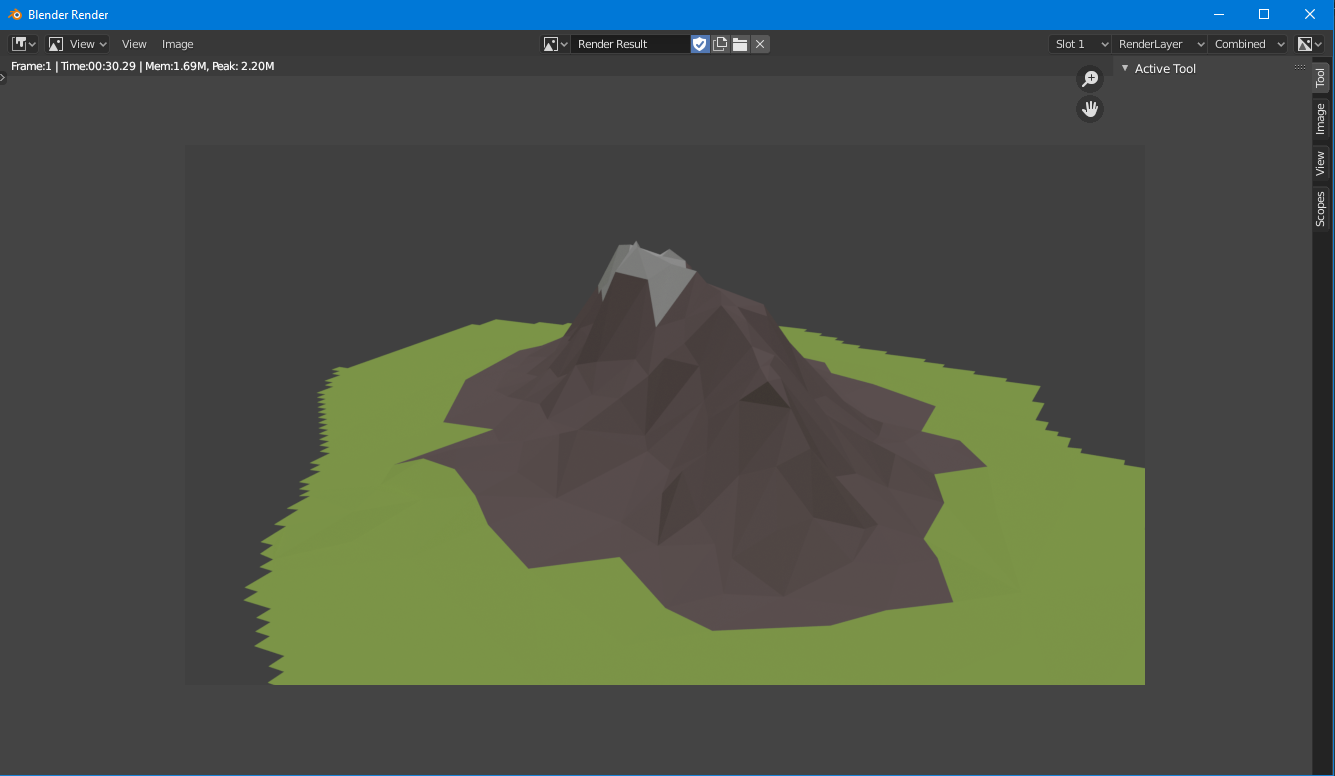 Blender Render
View View Image Render Result Slot 1 RenderLayer Combined
Frame:1 | Time:00:30.29 | Mem:1.69M, Peak: 2.20M
Active Tool
Tool
Image
View
Scopes